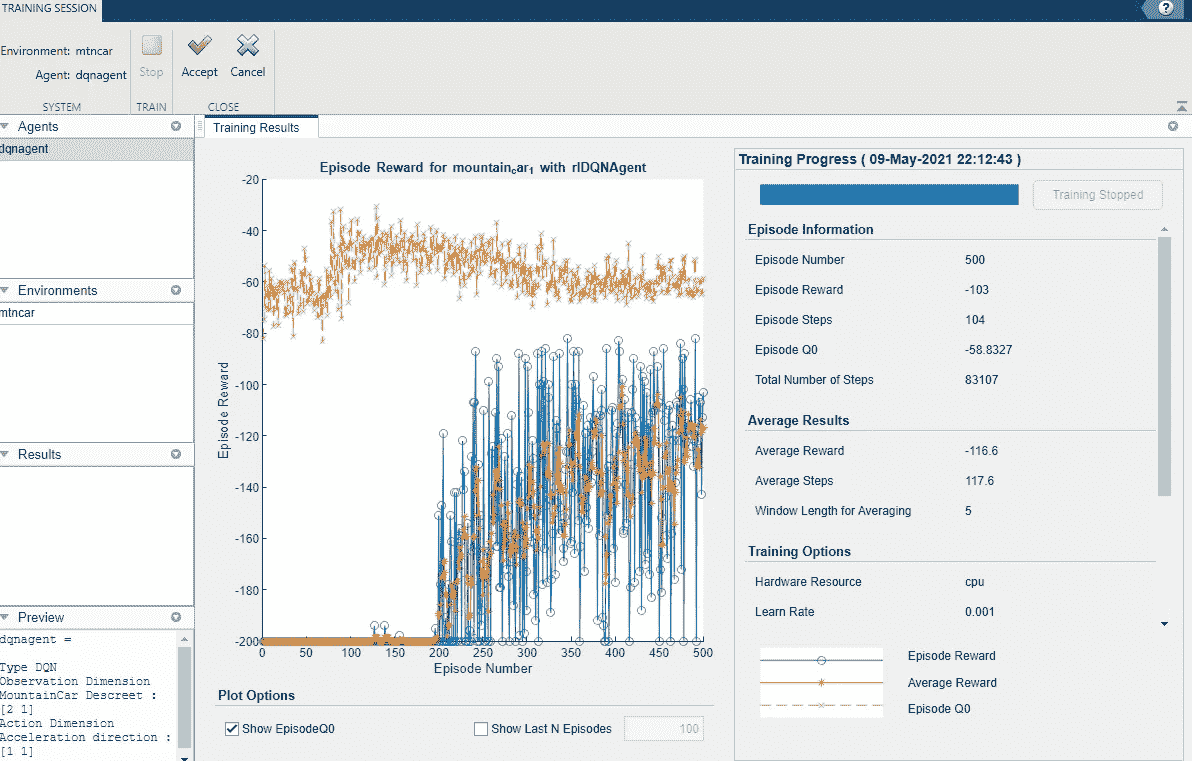 TRAINING SESSION
?
Environment: mtncar
Agent: dqnagent
Stop
Accept
Cancel
SYSTEM
TRAIN
CLOSE
Agents
dqnagent
Environments
mtncar
Results
Preview
dqnagent =
Type DQN
Observation Dimension
MountainCar Descreet :
[2 1]
Action Dimension
Acceleration direction :
[1 1]
Training Results
Episode Reward for mountaincar1 with rlDQNAgent
Episode Reward
-20
-40
-60
-80
-100
-120
-140
-160
-180
-200
0 50 100 150 200 250 300 350 400 450 500
Episode Number
Plot Options
Show EpisodeQ0
Show Last N Episodes
100
Training Progress ( 09-May-2021 22:12:43 )
Training Stopped
Episode Information
Episode Number 500
Episode Reward -103
Episode Steps 104
Episode Q0 -58.8327
Total Number of Steps 83107
Average Results
Average Reward -116.6
Average Steps 117.6
Window Length for Averaging 5
Training Options
Hardware Resource cpu
Learn Rate 0.001
Episode Reward
Average Reward
Episode Q0